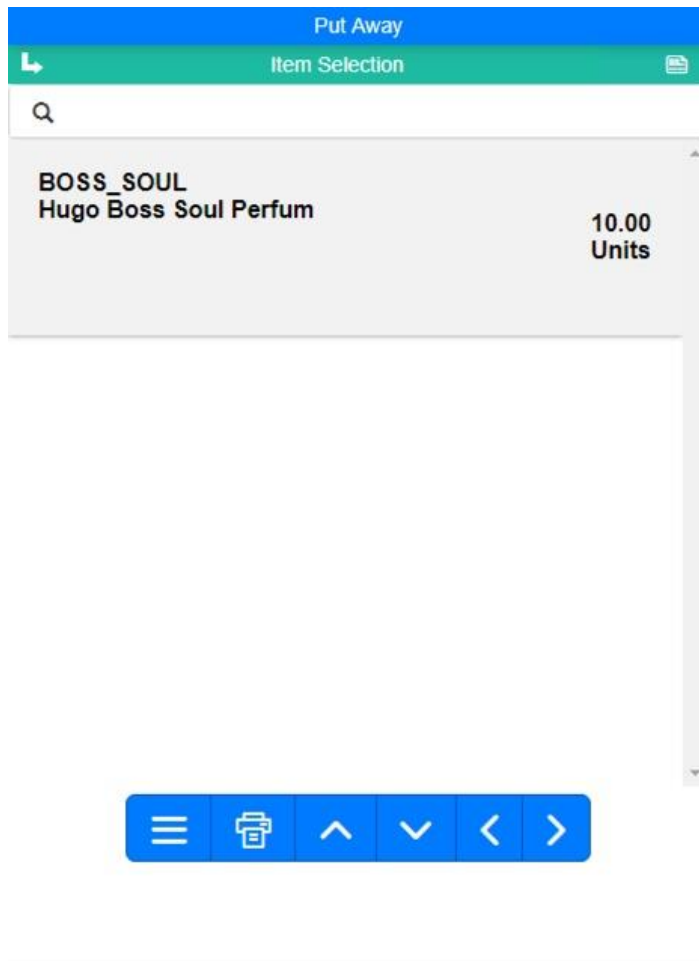 Put Away
Item Selection
BOSS_SOUL
Hugo Boss Soul Perfum
10.00
Units